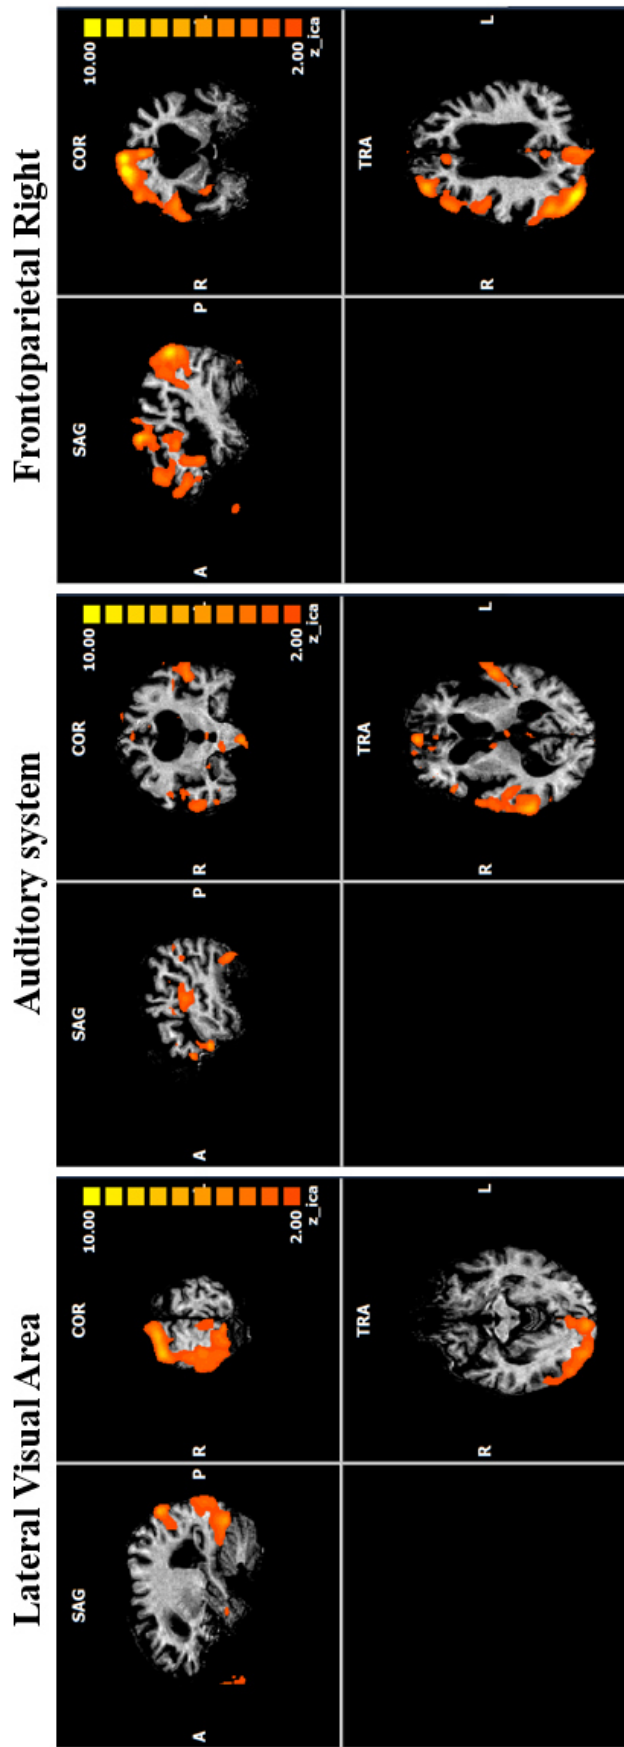 Frontoparietal Right
COR
10.00
2.00
z_ica
R
TRA
L
R
SAG
P
A
Auditory system
COR
10.00
2.00
z_ica
R
TRA
L
R
SAG
P
A
Lateral Visual Area
COR
10.00
2.00
z_ica
R
TRA
L
R
SAG
P
A